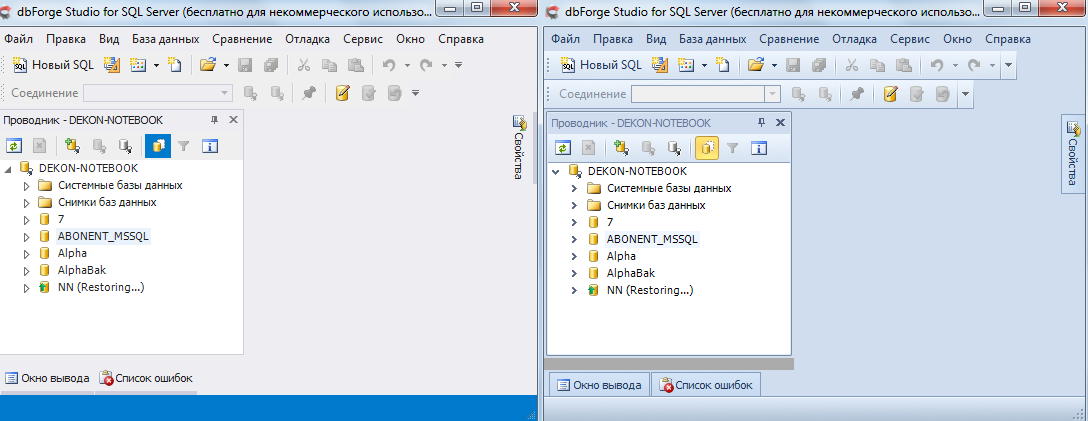 dbForge Studio for SQL Server (бесплатно для некоммерческого использо...
Файл Правка Вид База данных Сравнение Отладка Сервис Окно Справка
Новый SQL
Соединение
Проводник - DEKON-NOTEBOOK
DEKON-NOTEBOOK
Системные базы данных
Снимки баз данных
7
ABONENT_MSSQL
Alpha
AlphaBak
NN (Restoring...)
Свойства
Окно вывода Список ошибок
dbForge Studio for SQL Server (бесплатно для некоммерческого использо...
Файл Правка Вид База данных Сравнение Отладка Сервис Окно Справка
Новый SQL
Соединение
Проводник - DEKON-NOTEBOOK
DEKON-NOTEBOOK
Системные базы данных
Снимки баз данных
7
ABONENT_MSSQL
Alpha
AlphaBak
NN (Restoring...)
Свойства
Окно вывода Список ошибок